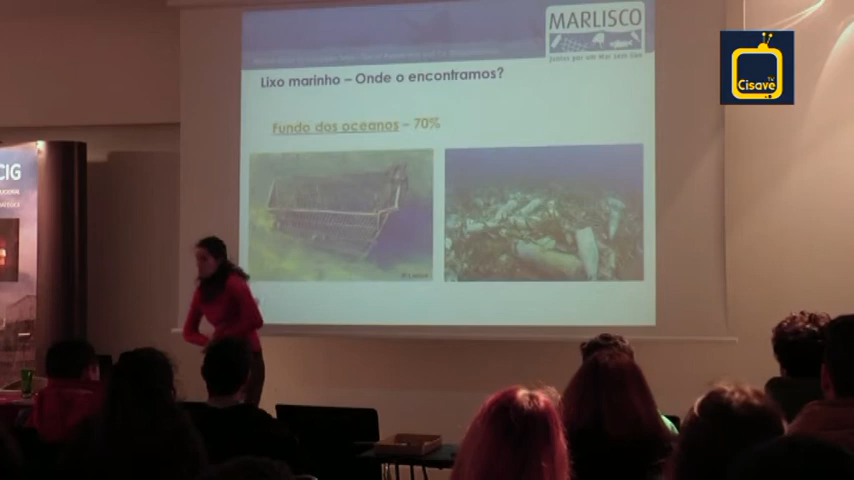 MARLISCO
Juntos por um Mar sem lixo
Lixo marinho – Onde o encontramos?
Fundo dos oceanos – 70%
Cisave
TV
CIG